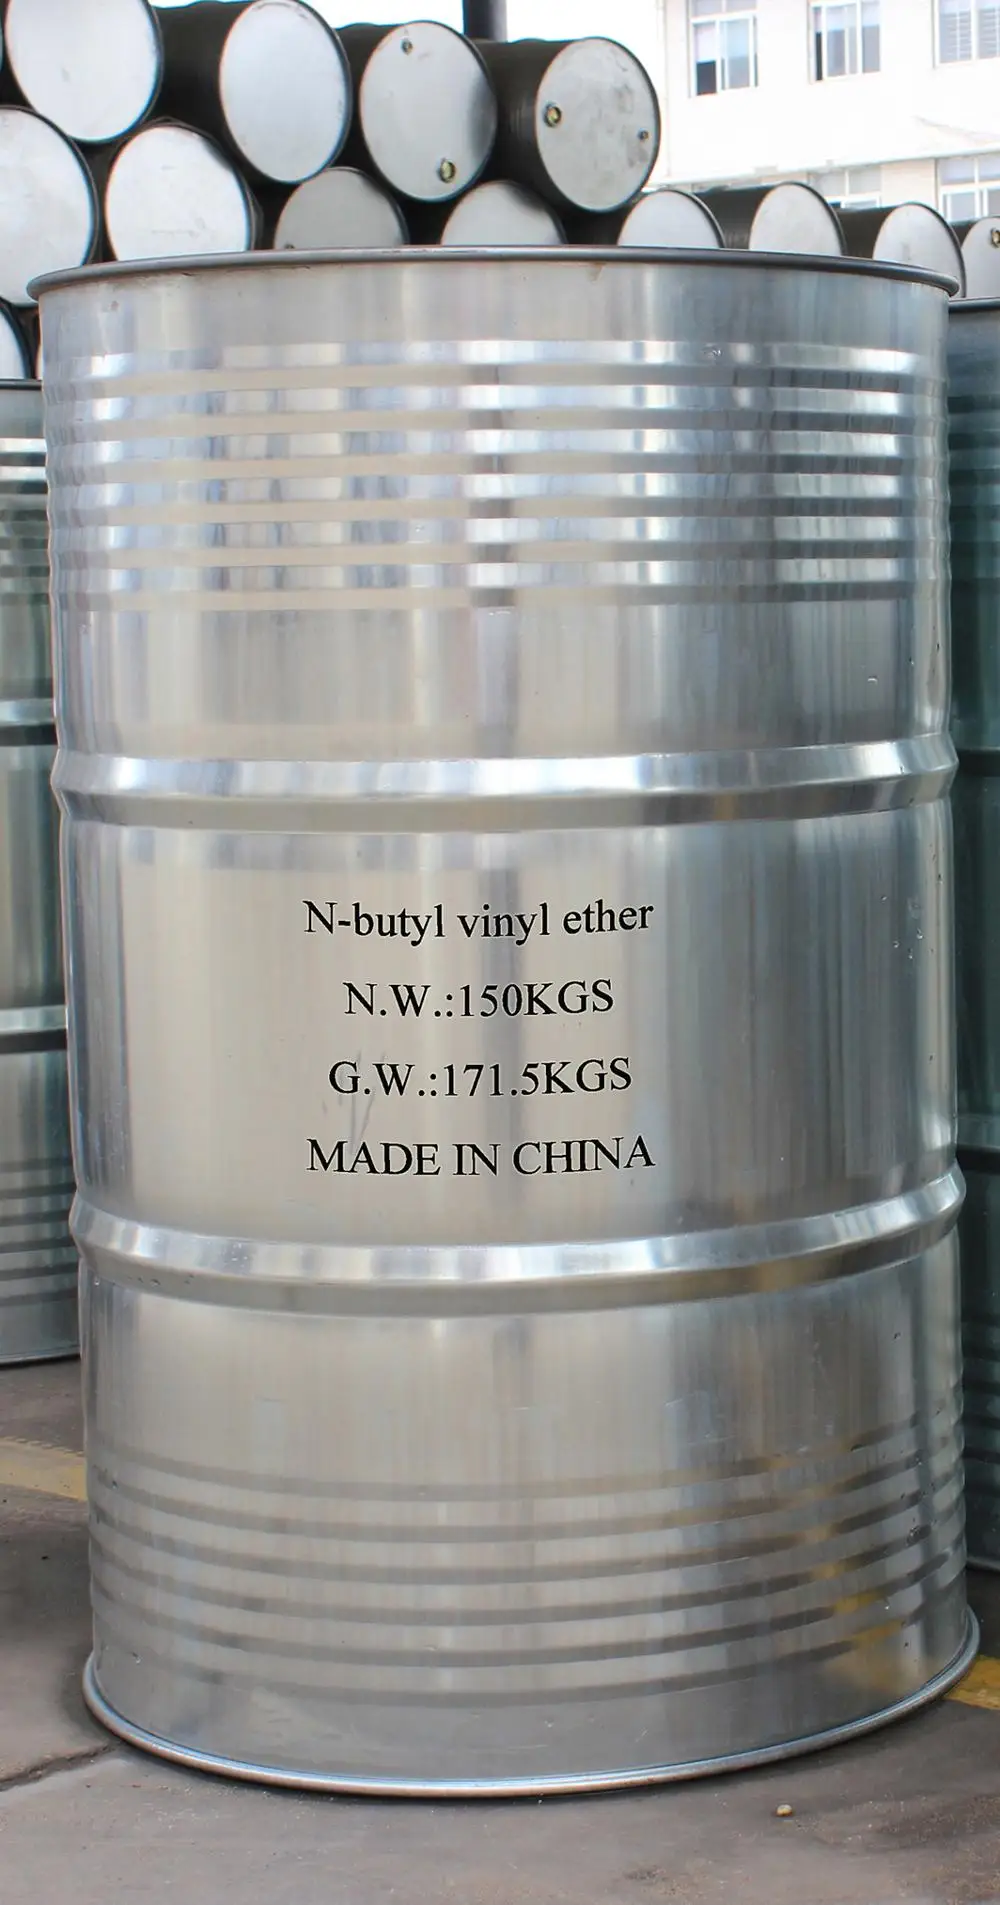 N-butyl vinyl ether
N.W.:150KGS
G.W.:171.5KGS
MADE IN CHINA